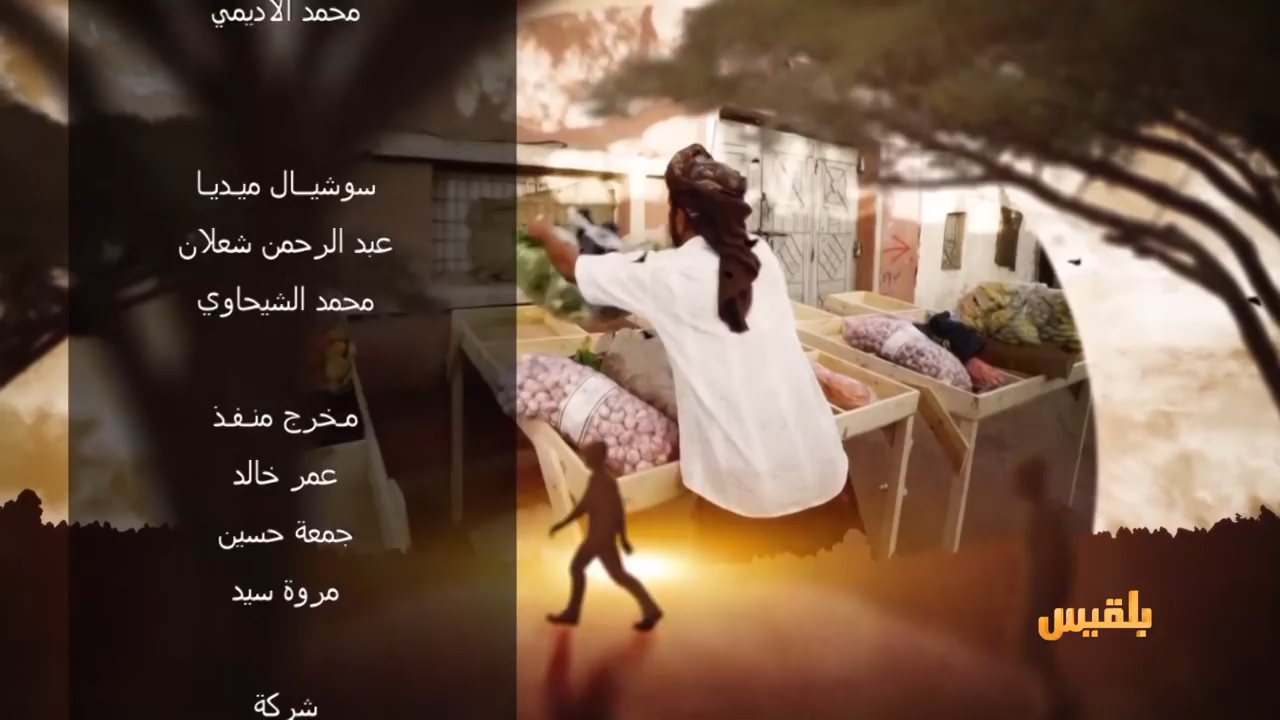 محمد الاديمي
سوشيال ميديا
عبد الرحمن شعلان
محمد الشيحاوي
مخرج منفذ
عمر خالد
جمعة حسين
مروة سيد
شركة
بلقيس